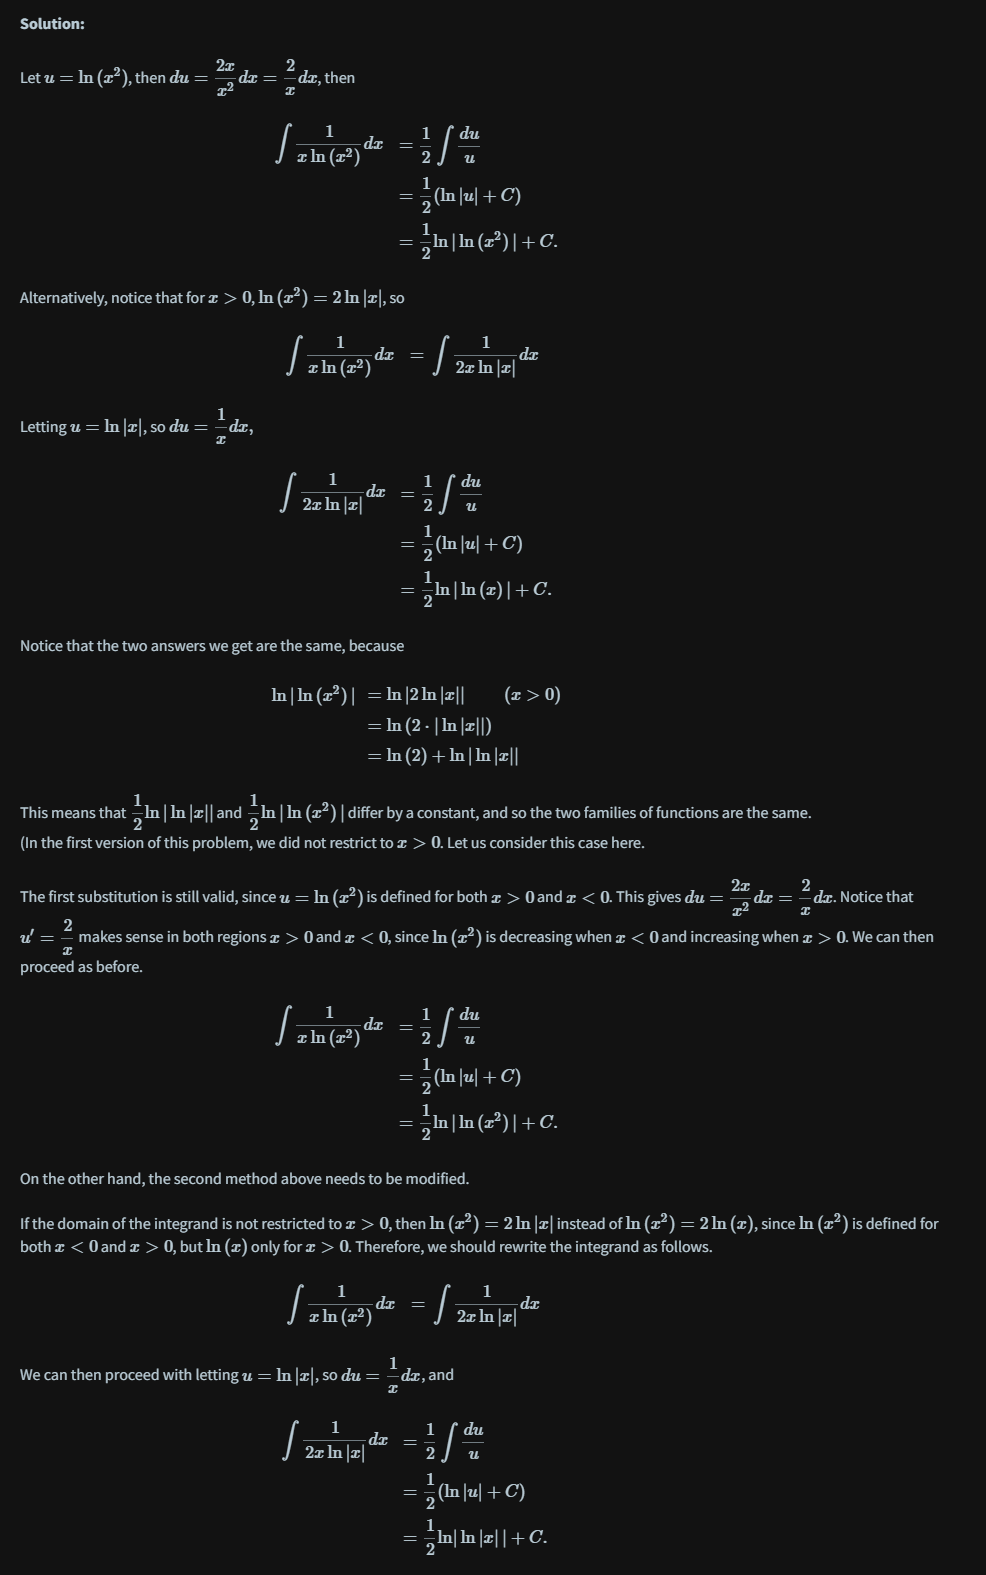 Solution:
Let u = ln (x²), then du = 2x/x² dx = 2/x dx, then
∫ 1/(x ln (x²)) dx = 1/2 ∫ du/u
= 1/2 (ln |u| + C)
= 1/2 ln | ln (x²) | + C.
Alternatively, notice that for x > 0, ln (x²) = 2 ln |x|, so
∫ 1/(x ln (x²)) dx = ∫ 1/(2x ln |x|) dx
Letting u = ln |x|, so du = 1/x dx,
∫ 1/(2x ln |x|) dx = 1/2 ∫ du/u
= 1/2 (ln |u| + C)
= 1/2 ln | ln (x) | + C.
Notice that the two answers we get are the same, because
ln | ln (x²) | = ln |2 ln |x|| (x > 0)
= ln (2 · | ln |x||)
= ln (2) + ln | ln |x||
This means that 1/2 ln | ln |x|| and 1/2 ln | ln (x²) | differ by a constant, and so the two families of functions are the same.
(In the first version of this problem, we did not restrict to x > 0. Let us consider this case here.
The first substitution is still valid, since u = ln (x²) is defined for both x > 0 and x < 0. This gives du = 2x/x² dx = 2/x dx. Notice that
u′ = 2/x makes sense in both regions x > 0 and x < 0, since ln (x²) is decreasing when x < 0 and increasing when x > 0. We can then
proceed as before.
∫ 1/(x ln (x²)) dx = 1/2 ∫ du/u
= 1/2 (ln |u| + C)
= 1/2 ln | ln (x²) | + C.
On the other hand, the second method above needs to be modified.
If the domain of the integrand is not restricted to x > 0, then ln (x²) = 2 ln |x| instead of ln (x²) = 2 ln (x), since ln (x²) is defined for
both x < 0 and x > 0, but ln (x) only for x > 0. Therefore, we should rewrite the integrand as follows.
∫ 1/(x ln (x²)) dx = ∫ 1/(2x ln |x|) dx
We can then proceed with letting u = ln |x|, so du = 1/x dx, and
∫ 1/(2x ln |x|) dx = 1/2 ∫ du/u
= 1/2 (ln |u| + C)
= 1/2 ln| ln |x| | + C.